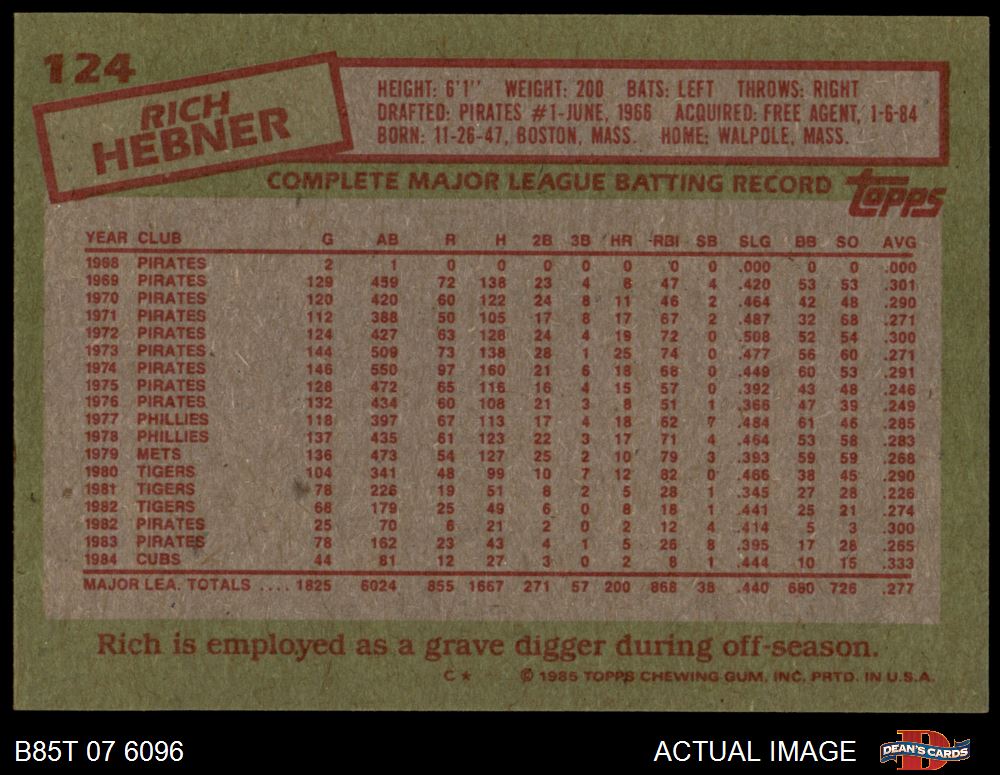 124
RICH
HEBNER
HEIGHT: 6'1" WEIGHT: 200 BATS: LEFT THROWS: RIGHT
DRAFTED: PIRATES #1-JUNE, 1966 ACQUIRED: FREE AGENT, 1-6-84
BORN: 11-26-47, BOSTON, MASS. HOME: WALPOLE, MASS.
COMPLETE MAJOR LEAGUE BATTING RECORD topps
YEAR CLUB G AB R H 2B 3B HR RBI SB SLG BB SO AVG
1968 PIRATES 2 1 0 0 0 0 0 0 0 .000 0 0 .000
1969 PIRATES 129 459 72 138 23 4 8 47 4 .420 53 53 .301
1970 PIRATES 120 420 60 122 24 8 11 46 2 .464 42 48 .290
1971 PIRATES 112 388 50 105 17 8 17 67 2 .487 32 68 .271
1972 PIRATES 124 427 63 128 24 4 19 72 0 .508 52 54 .300
1973 PIRATES 144 509 73 138 28 1 25 74 0 .477 56 60 .271
1974 PIRATES 146 550 97 160 21 6 18 68 0 .449 60 53 .291
1975 PIRATES 128 472 65 116 16 4 15 57 0 .392 43 48 .246
1976 PIRATES 132 434 60 108 21 3 8 51 1 .366 47 39 .249
1977 PHILLIES 118 397 67 113 17 4 18 62 7 .484 61 46 .285
1978 PHILLIES 137 435 61 123 22 3 17 71 4 .464 53 58 .283
1979 METS 136 473 54 127 25 2 10 79 3 .393 59 59 .268
1980 TIGERS 104 341 48 99 10 7 12 82 0 .466 38 45 .290
1981 TIGERS 78 226 19 51 8 2 5 28 1 .345 27 28 .226
1982 TIGERS 68 179 25 49 6 0 8 18 1 .441 25 21 .274
1982 PIRATES 25 70 6 21 2 0 2 12 4 .414 5 3 .300
1983 PIRATES 78 162 23 43 4 1 5 26 8 .395 17 28 .265
1984 CUBS 44 81 12 27 3 0 2 8 1 .444 10 15 .333
MAJOR LEA. TOTALS .... 1825 6024 855 1667 271 57 200 868 38 .440 680 726 .277
Rich is employed as a grave digger during off-season.
C★ © 1985 TOPPS CHEWING GUM, INC. PRTD. IN U.S.A.
B85T 07 6096 ACTUAL IMAGE DEAN'S CARDS